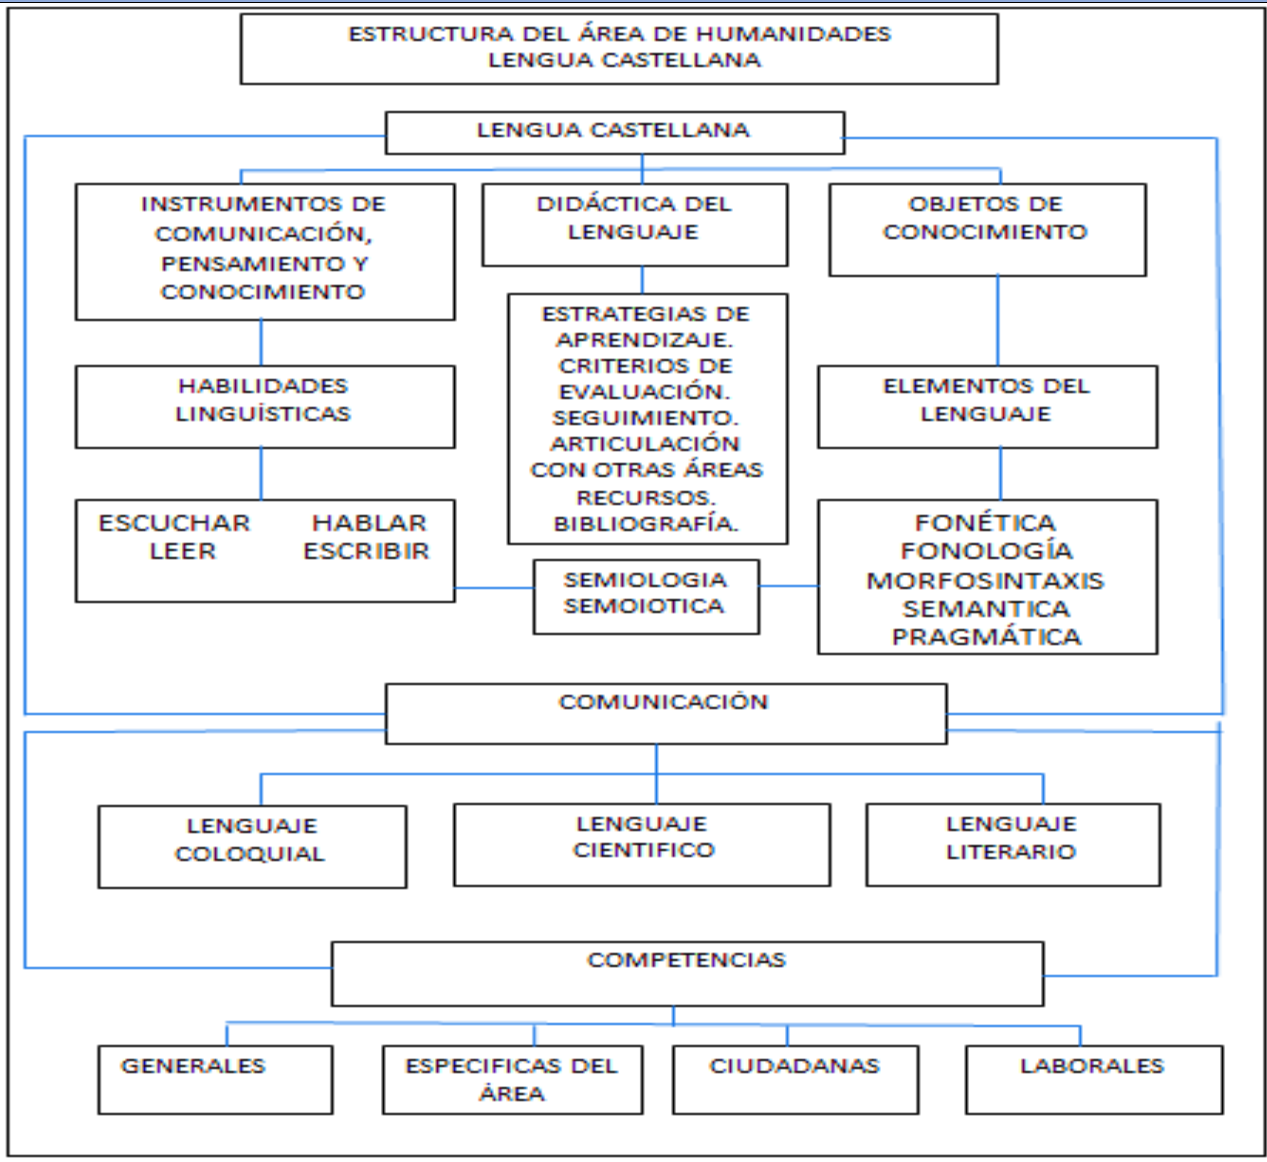 ESTRUCTURA DEL ÁREA DE HUMANIDADES
LENGUA CASTELLANA
LENGUA CASTELLANA
INSTRUMENTOS DE
COMUNICACIÓN,
PENSAMIENTO Y
CONOCIMIENTO
DIDÁCTICA DEL
LENGUAJE
OBJETOS DE
CONOCIMIENTO
ESTRATEGIAS DE
APRENDIZAJE.
CRITERIOS DE
EVALUACIÓN.
SEGUIMIENTO.
ARTICULACIÓN
CON OTRAS ÁREAS
RECURSOS.
BIBLIOGRAFÍA.
HABILIDADES
LINGUÍSTICAS
ELEMENTOS DEL
LENGUAJE
ESCUCHAR HABLAR
LEER ESCRIBIR
SEMIOLOGIA
SEMOIOTICA
FONÉTICA
FONOLOGÍA
MORFOSINTAXIS
SEMANTICA
PRAGMÁTICA
COMUNICACIÓN
LENGUAJE
COLOQUIAL
LENGUAJE
CIENTIFICO
LENGUAJE
LITERARIO
COMPETENCIAS
GENERALES
ESPECIFICAS DEL
ÁREA
CIUDADANAS
LABORALES